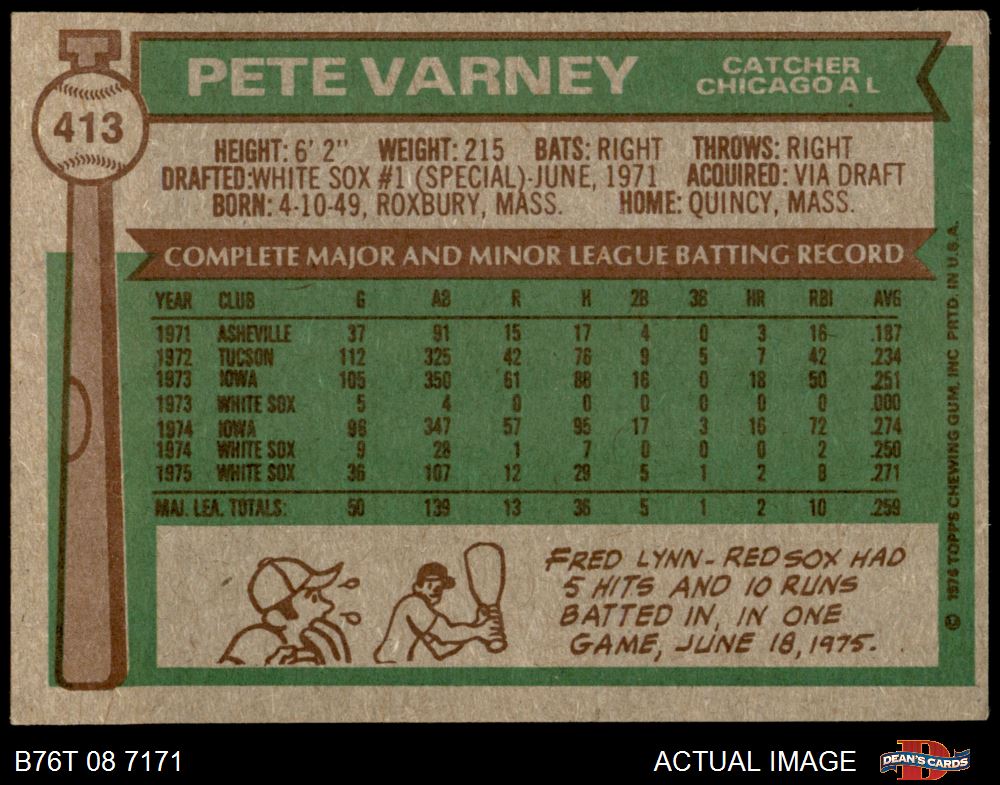 T
413
PETE VARNEY
CATCHER
CHICAGO A L
HEIGHT: 6' 2" WEIGHT: 215 BATS: RIGHT THROWS: RIGHT
DRAFTED: WHITE SOX #1 (SPECIAL)-JUNE, 1971 ACQUIRED: VIA DRAFT
BORN: 4-10-49, ROXBURY, MASS. HOME: QUINCY, MASS.
COMPLETE MAJOR AND MINOR LEAGUE BATTING RECORD
YEAR CLUB G AB R H 2B 3B HR RBI AVG
1971 ASHEVILLE 37 91 15 17 4 0 3 16 .187
1972 TUCSON 112 325 42 76 9 5 7 42 .234
1973 IOWA 105 350 61 88 16 0 18 50 .251
1973 WHITE SOX 5 4 0 0 0 0 0 0 .000
1974 IOWA 96 347 57 95 17 3 16 72 .274
1974 WHITE SOX 9 28 1 7 0 0 0 2 .250
1975 WHITE SOX 36 107 12 29 5 1 2 8 .271
MAJ. LEA. TOTALS: 50 139 13 36 5 1 2 10 .259
FRED LYNN-RED SOX HAD
5 HITS AND 10 RUNS
BATTED IN, IN ONE
GAME, JUNE 18, 1975.
© 1976 TOPPS CHEWING GUM, INC PRTD. IN U.S.A.
B76T 08 7171
ACTUAL IMAGE
D
DEAN'S CARDS